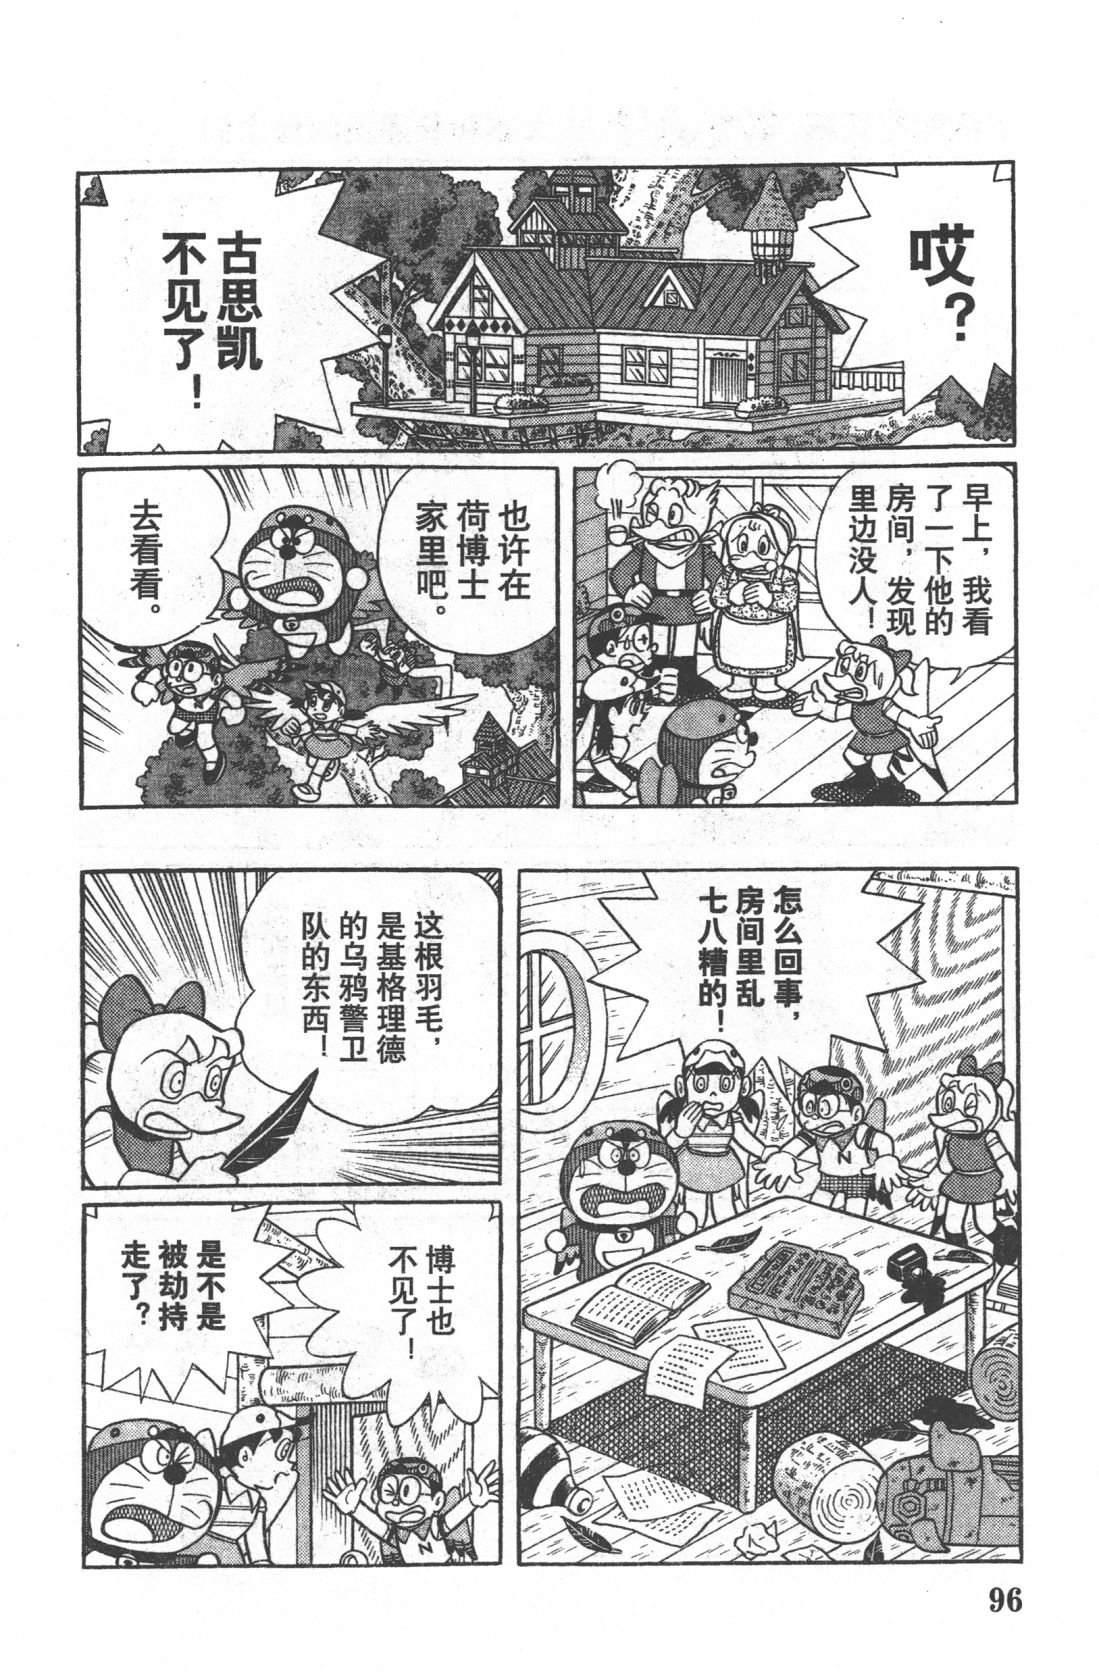 哎？
古思凯
不见了！
早上，我看
了一下他的
房间，发现
里边没人！
也许在
荷博士
家里吧。
去看看。
怎么回事，
房间里乱
七八糟的！
这根羽毛，
是基格理德
的乌鸦警卫
队的东西！
博士也
不见了！
是不是
被劫持
走了？
96